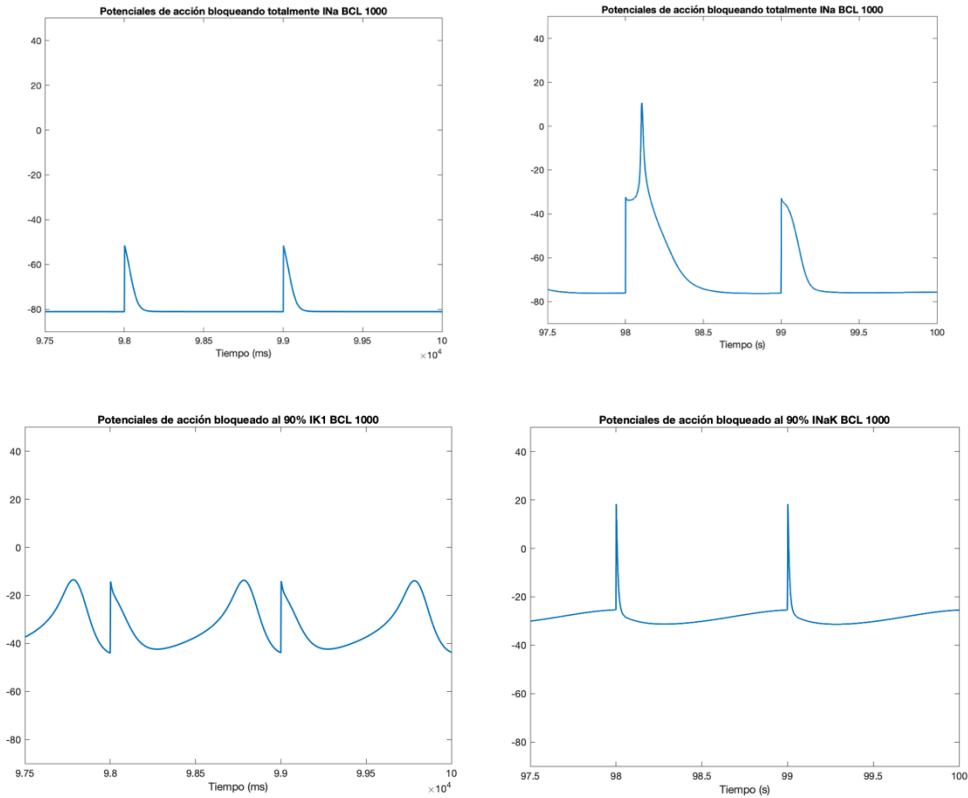 Potenciales de acción bloqueando totalmente INa BCL 1000
40
20
0
-20
-40
-60
-80
9.75 9.8 9.85 9.9 9.95 10
Tiempo (ms)
×10⁴
Potenciales de acción bloqueando totalmente INa BCL 1000
40
20
0
-20
-40
-60
-80
97.5 98 98.5 99 99.5 100
Tiempo (s)
Potenciales de acción bloqueado al 90% IK1 BCL 1000
40
20
0
-20
-40
-60
-80
9.75 9.8 9.85 9.9 9.95 10
Tiempo (ms)
×10⁴
Potenciales de acción bloqueado al 90% INaK BCL 1000
40
20
0
-20
-40
-60
-80
97.5 98 98.5 99 99.5 100
Tiempo (s)